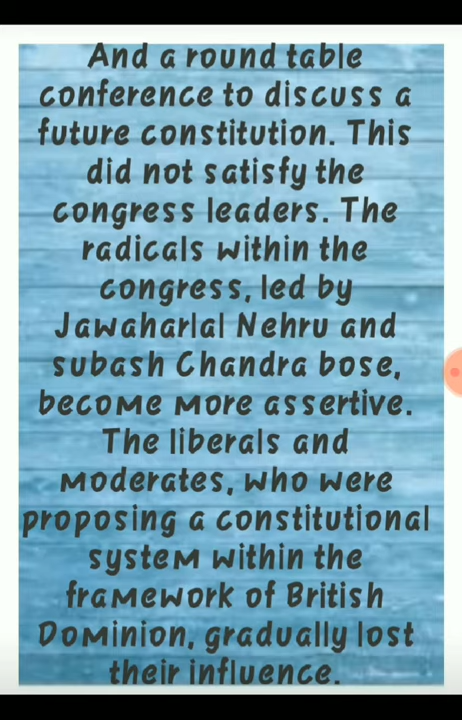 And a round table
conference to discuss a
future constitution. This
did not satisfy the
congress leaders. The
radicals within the
congress, led by
Jawaharlal Nehru and
subash Chandra bose,
become more assertive.
The liberals and
moderates, who were
proposing a constitutional
system within the
framework of British
Dominion, gradually lost
their influence.